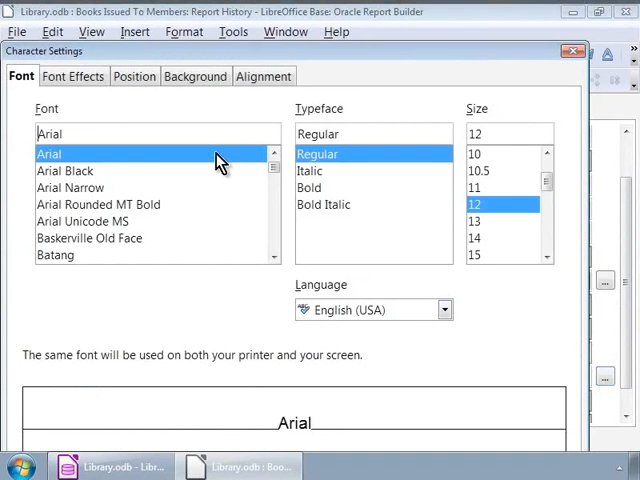 Library.odb : Books Issued To Members: Report History - LibreOffice Base: Oracle Report Builder
File Edit View Insert Format Tools Window Help
Character Settings
Font Font Effects Position Background Alignment
Font Typeface Size
Arial Regular 12
Arial Regular 10
Arial Black Italic 10.5
Arial Narrow Bold 11
Arial Rounded MT Bold Bold Italic 12
Arial Unicode MS 13
Baskerville Old Face 14
Batang 15
Language
English (USA)
The same font will be used on both your printer and your screen.
Arial
Library.odb - Libr... Library.odb : Boo...